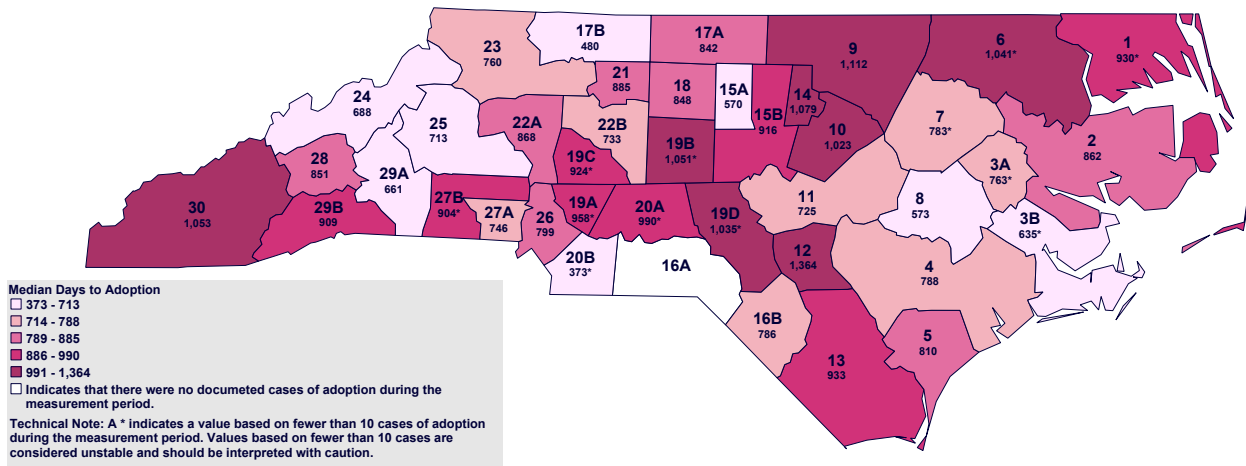 17B
480
17A
842
23
760
9
1,112
6
1,041*
1
930*
21
885
18
848
15A
570
14
1,079
15B
916
24
688
25
713
22A
868
22B
733
19B
1,051*
10
1,023
7
783*
2
862
28
851
29A
661
19C
924*
3A
763*
30
1,053
29B
909
27B
904*
27A
746
26
799
19A
958*
20A
990*
19D
1,035*
11
725
8
573
3B
635*
20B
373*
16A
12
1,364
4
788
16B
786
5
810
13
933
Median Days to Adoption
373 - 713
714 - 788
789 - 885
886 - 990
991 - 1,364
Indicates that there were no documeted cases of adoption during the
measurement period.
Technical Note: A * indicates a value based on fewer than 10 cases of adoption
during the measurement period. Values based on fewer than 10 cases are
considered unstable and should be interpreted with caution.